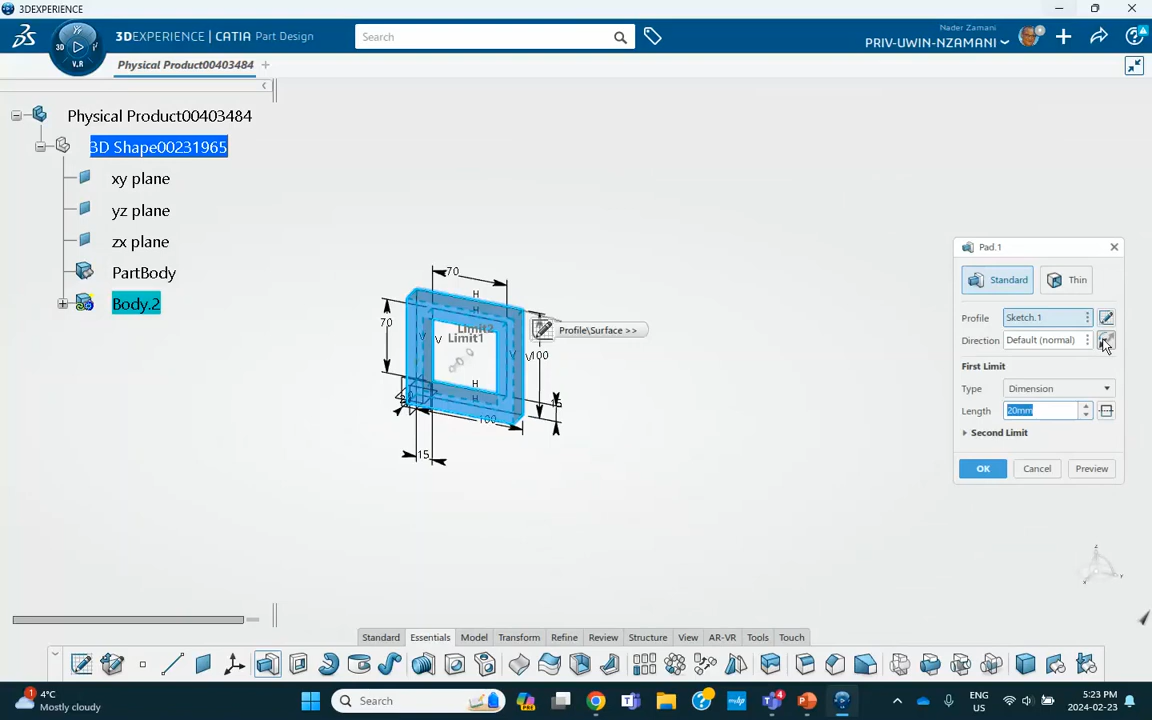 3DEXPERIENCE
3DEXPERIENCE | CATIA Part Design
Search
Nader Zamani
PRIV-UWIN-NZAMANI
3D
V.R
Physical Product00403484
Physical Product00403484
3D Shape00231965
xy plane
yz plane
zx plane
PartBody
Body.2
70
H
H
70
Limit2
Limit1
V
V
V
V
Profile\Surface >>
100
H
H
100
15
Pad.1
Standard
Thin
Profile
Sketch.1
Direction
Default (normal)
First Limit
Type
Dimension
Length
20mm
Second Limit
OK
Cancel
Preview
Standard
Essentials
Model
Transform
Refine
Review
Structure
View
AR-VR
Tools
Touch
1
4°C
Mostly cloudy
Search
4
ENG
US
5:23 PM
2024-02-23